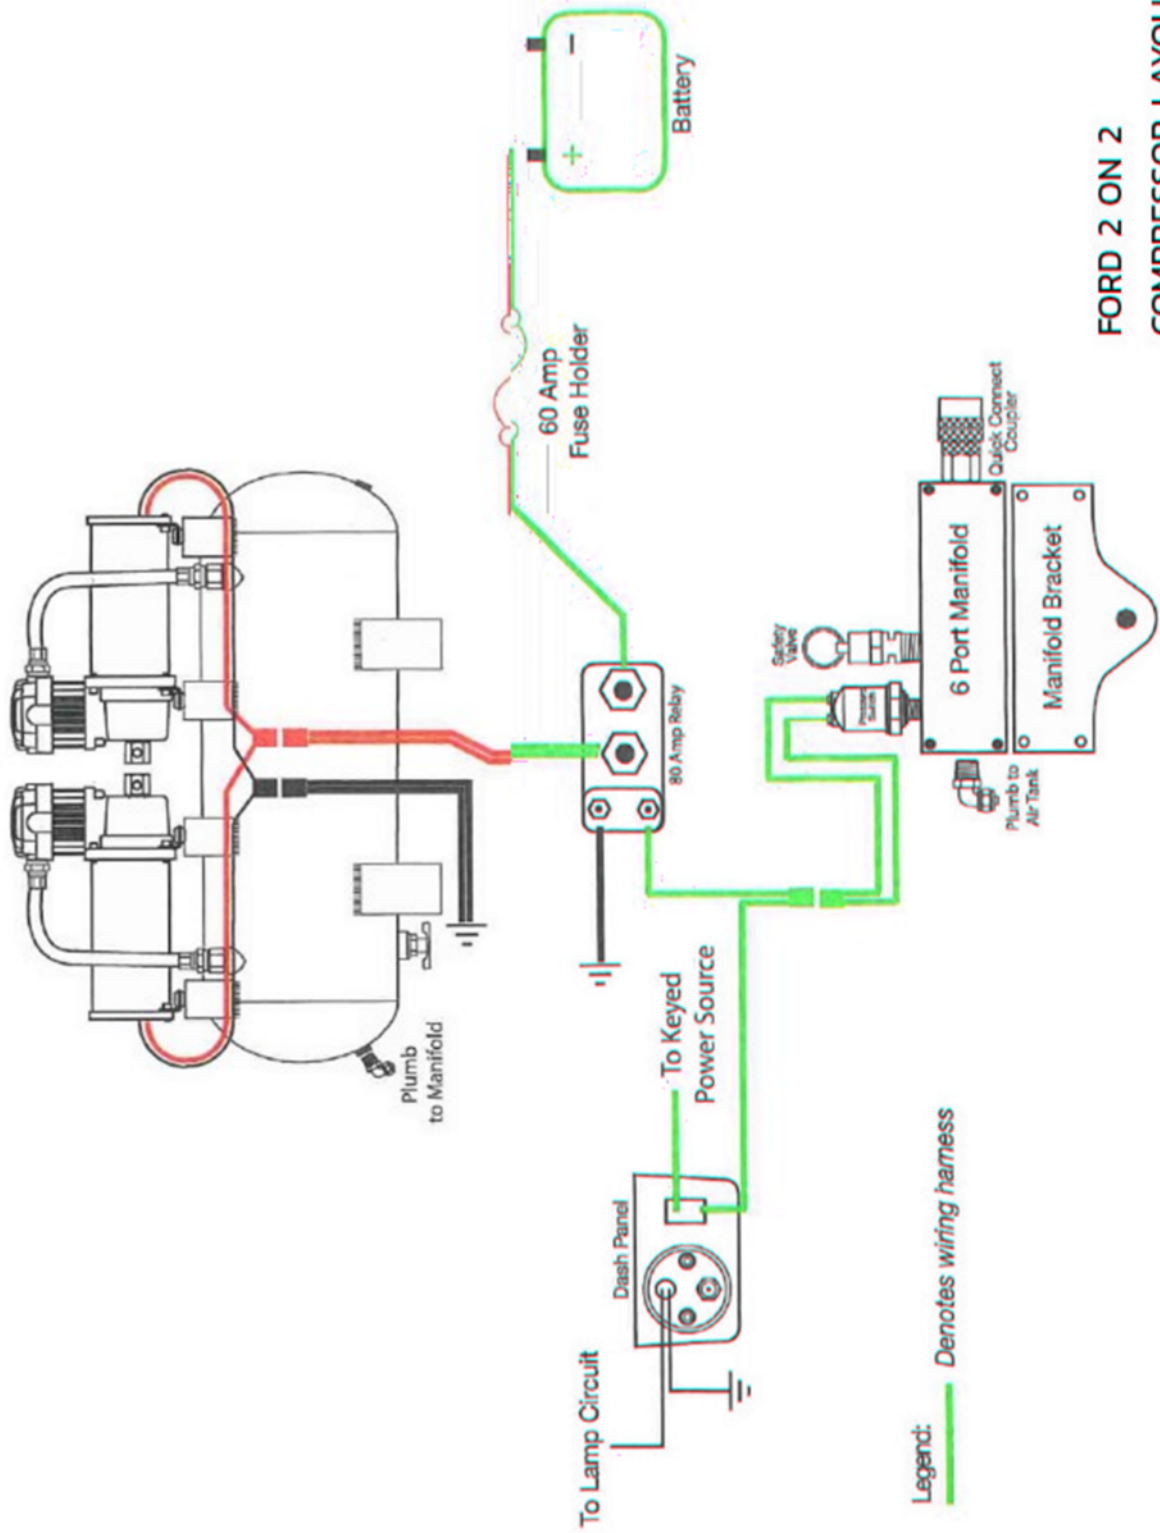 Battery
+
−
60 Amp
Fuse Holder
80 Amp Relay
FORD 2 ON 2
Quick Connect
Coupler
6 Port Manifold
Manifold Bracket
Safety
Valve
Pressure
Switch
Plumb to
Air Tank
Plumb
to Manifold
To Keyed
Power Source
Dash Panel
To Lamp Circuit
Legend:
Denotes wiring harness